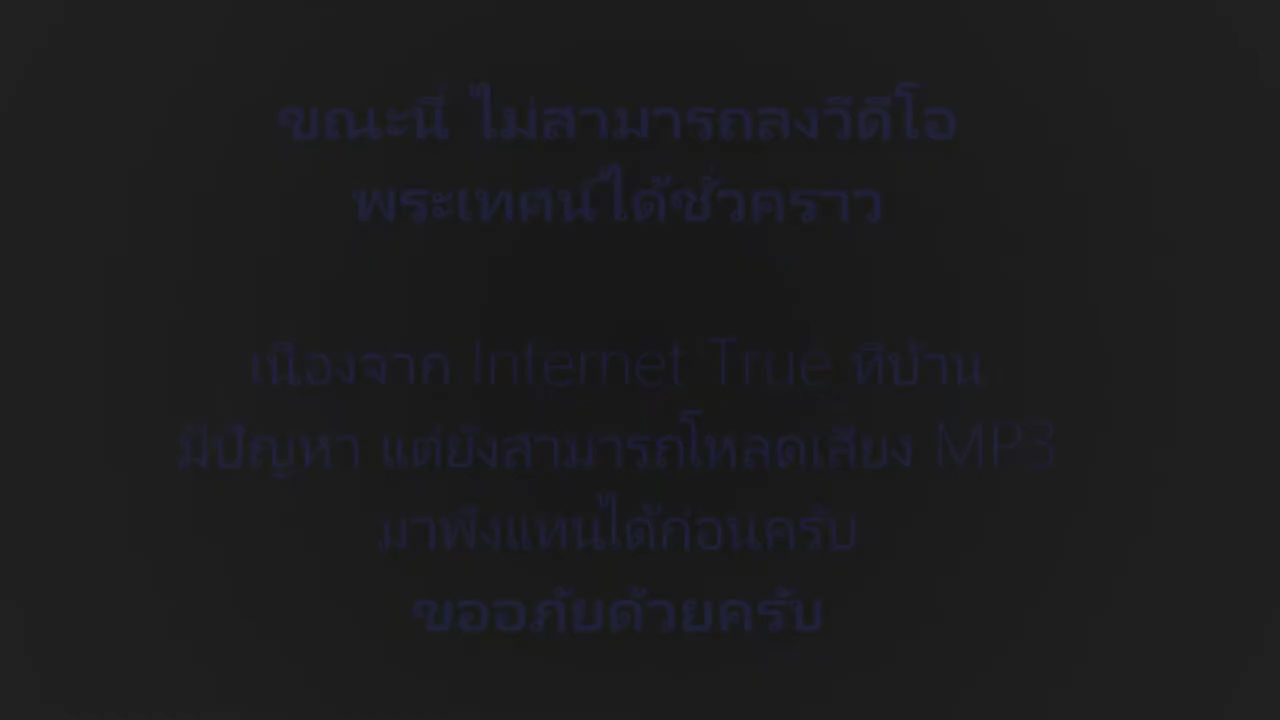 ขณะนี้ ไม่สามารถลงวีดีโอ
พระเทศน์ได้ชั่วคราว
เนื่องจาก Internet True ที่บ้าน
มีปัญหา แต่ยังสามารถโหลดเสียง MP3
มาฟังแทนได้ก่อนครับ
ขออภัยด้วยครับ